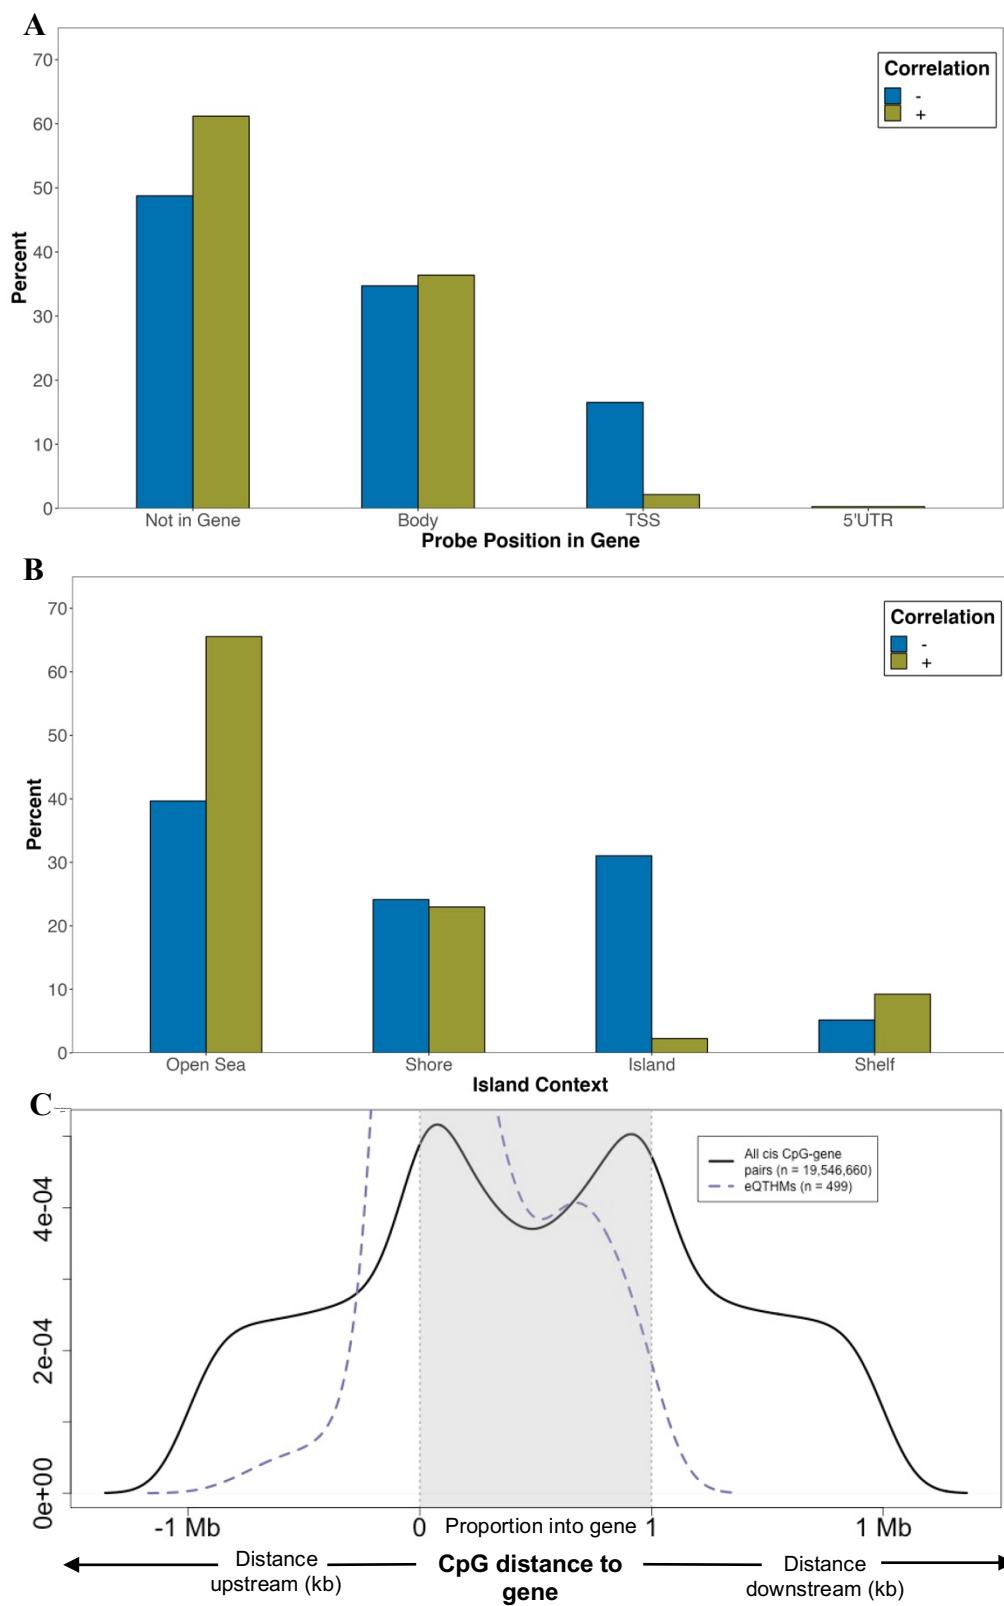 A
70
60
50
40
30
20
10
0
Percent
Correlation
-
+
Not in Gene Body TSS 5'UTR
Probe Position in Gene
B
70
60
50
40
30
20
10
0
Percent
Correlation
-
+
Open Sea Shore Island Shelf
Island Context
C
4e-04
2e-04
0e+00
All cis CpG-gene
pairs (n = 19,546,660)
eQTHMs (n = 499)
-1 Mb 0 Proportion into gene 1 1 Mb
Distance
upstream (kb)
CpG distance to
gene
Distance
downstream (kb)